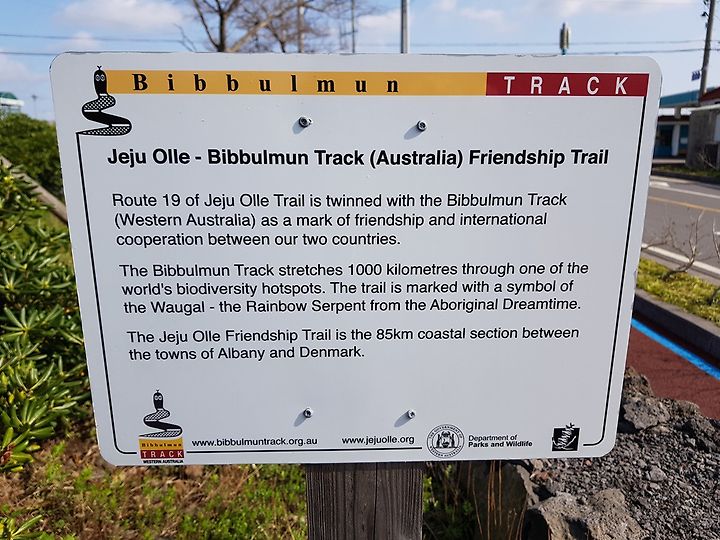 Bibbulmun TRACK
Jeju Olle - Bibbulmun Track (Australia) Friendship Trail
Route 19 of Jeju Olle Trail is twinned with the Bibbulmun Track
(Western Australia) as a mark of friendship and international
cooperation between our two countries.
The Bibbulmun Track stretches 1000 kilometres through one of the
world's biodiversity hotspots. The trail is marked with a symbol of
the Waugal - the Rainbow Serpent from the Aboriginal Dreamtime.
The Jeju Olle Friendship Trail is the 85km coastal section between
the towns of Albany and Denmark.
Bibbulmun
TRACK
WESTERN AUSTRALIA
www.bibbulmuntrack.org.au
www.jejuolle.org
Department of
Parks and Wildlife